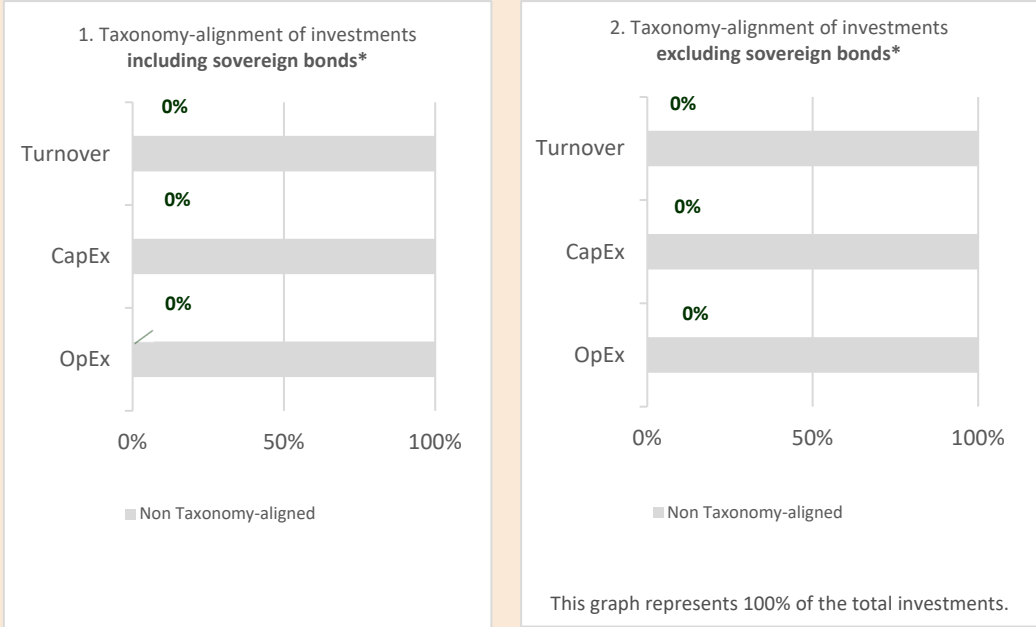 1. Taxonomy-alignment of investments
including sovereign bonds*
0%
Turnover
0%
CapEx
0%
OpEx
0% 50% 100%
Non Taxonomy-aligned
2. Taxonomy-alignment of investments
excluding sovereign bonds*
0%
Turnover
0%
CapEx
0%
OpEx
0% 50% 100%
Non Taxonomy-aligned
This graph represents 100% of the total investments.